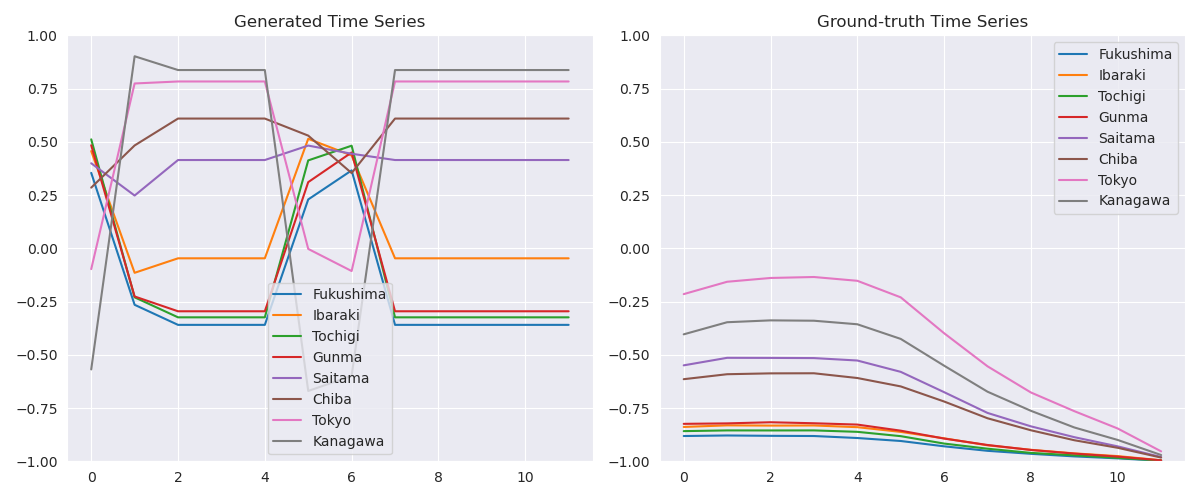 Generated Time Series
1.00
0.75
0.50
0.25
0.00
−0.25
−0.50
−0.75
−1.00
0 2 4 6 8 10
Fukushima
Ibaraki
Tochigi
Gunma
Saitama
Chiba
Tokyo
Kanagawa
Ground-truth Time Series
1.00
0.75
0.50
0.25
0.00
−0.25
−0.50
−0.75
−1.00
0 2 4 6 8 10
Fukushima
Ibaraki
Tochigi
Gunma
Saitama
Chiba
Tokyo
Kanagawa